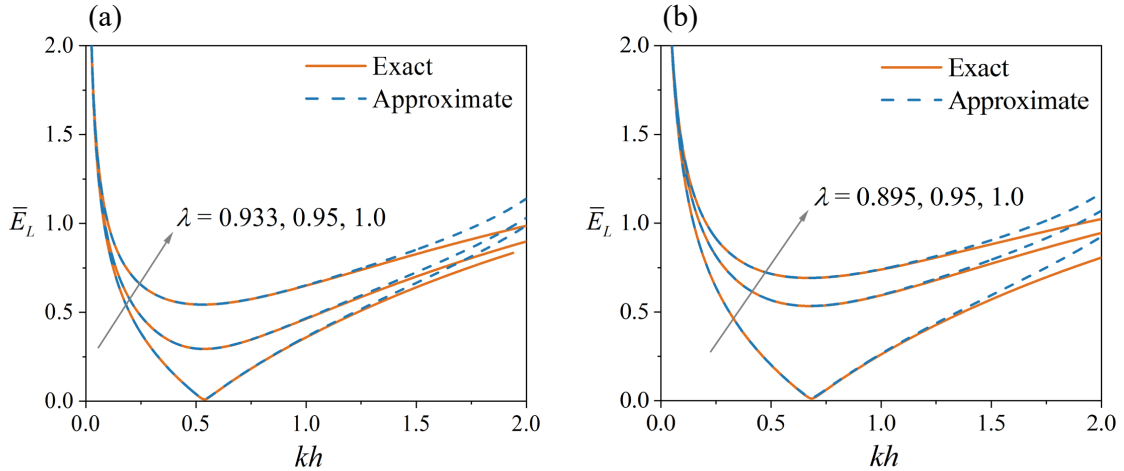 (a)
2.0
Exact
Approximate
1.5
λ = 0.933, 0.95, 1.0
1.0
E̅_L
0.5
0.0
0.0 0.5 1.0 1.5 2.0
kh
(b)
2.0
Exact
Approximate
1.5
λ = 0.895, 0.95, 1.0
1.0
E̅_L
0.5
0.0
0.0 0.5 1.0 1.5 2.0
kh